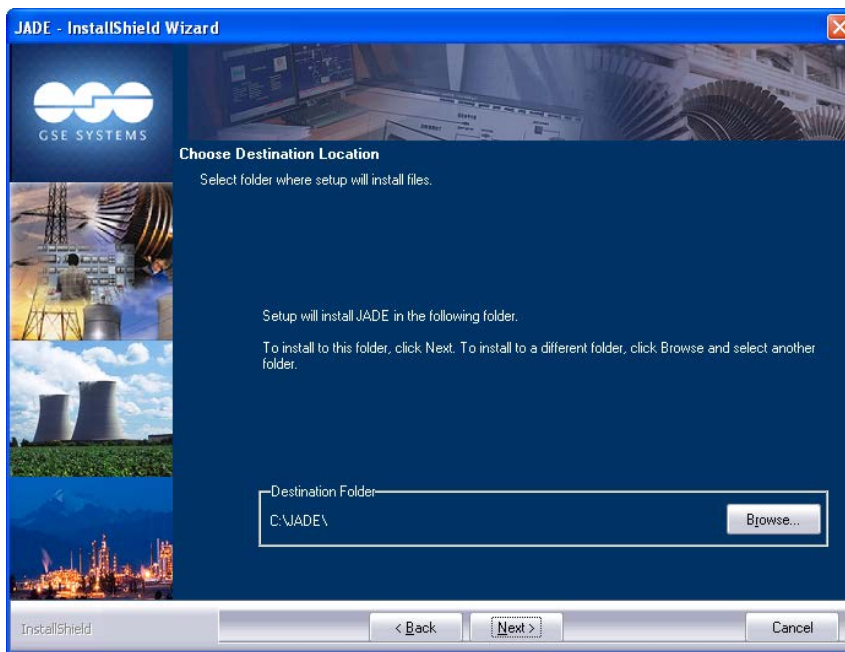 JADE - InstallShield Wizard
GSE SYSTEMS
Choose Destination Location
Select folder where setup will install files.
Setup will install JADE in the following folder.
To install to this folder, click Next. To install to a different folder, click Browse and select another
folder.
Destination Folder
C:\JADE\
Browse...
InstallShield
< Back
Next >
Cancel